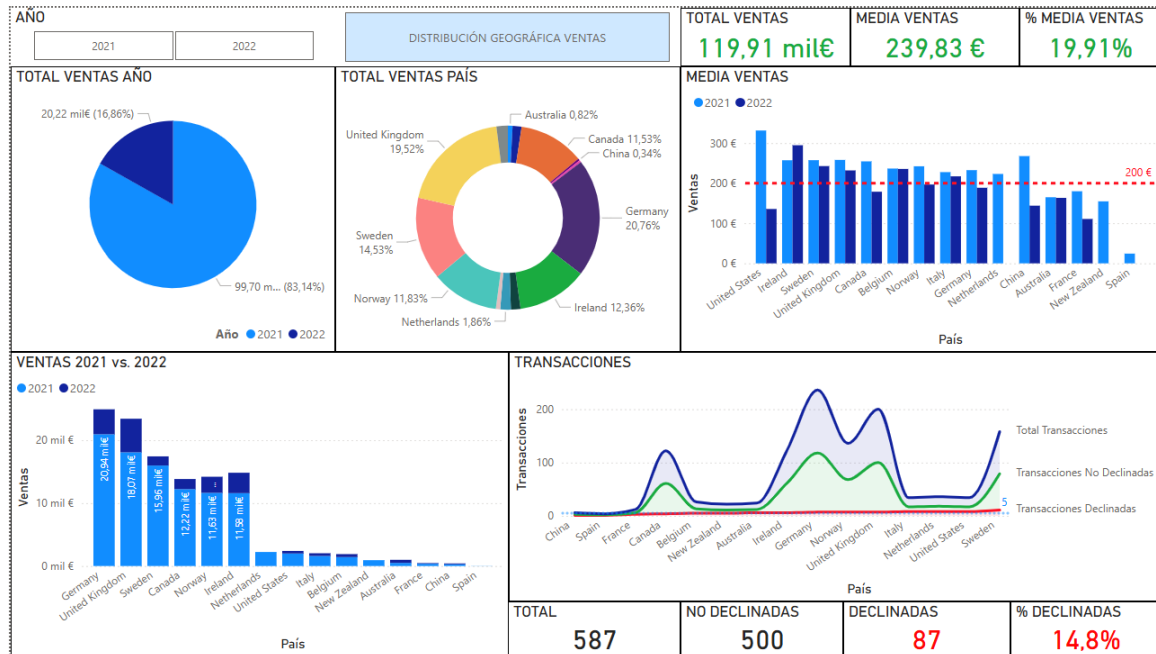 AÑO
2021
2022
DISTRIBUCIÓN GEOGRÁFICA VENTAS
TOTAL VENTAS
119,91 mil€
MEDIA VENTAS
239,83 €
% MEDIA VENTAS
19,91%
TOTAL VENTAS AÑO
20,22 mil€ (16,86%)
99,70 m... (83,14%)
Año 2021 2022
TOTAL VENTAS PAÍS
Australia 0,82%
Canada 11,53%
China 0,34%
Germany
20,76%
Ireland 12,36%
Netherlands 1,86%
Norway 11,83%
Sweden
14,53%
United Kingdom
19,52%
MEDIA VENTAS
2021 2022
Ventas
300 €
200 €
100 €
0 €
200 €
United States
Ireland
Sweden
United Kingdom
Canada
Belgium
Norway
Italy
Germany
Netherlands
China
Australia
France
New Zealand
Spain
País
VENTAS 2021 vs. 2022
2021 2022
Ventas
20 mil €
10 mil €
0 mil €
20,94 mil€
18,07 mil€
15,96 mil€
12,22 mil€
11,63 mil€
11,58 mil€
Germany
United Kingdom
Sweden
Canada
Norway
Ireland
Netherlands
United States
Italy
Belgium
New Zealand
Australia
France
China
Spain
País
TRANSACCIONES
Transacciones
200
100
0
Total Transacciones
Transacciones No Declinadas
5
Transacciones Declinadas
China
Spain
France
Canada
Belgium
New Zealand
Australia
Ireland
Germany
Norway
United Kingdom
Italy
Netherlands
United States
Sweden
País
TOTAL
587
NO DECLINADAS
500
DECLINADAS
87
% DECLINADAS
14,8%